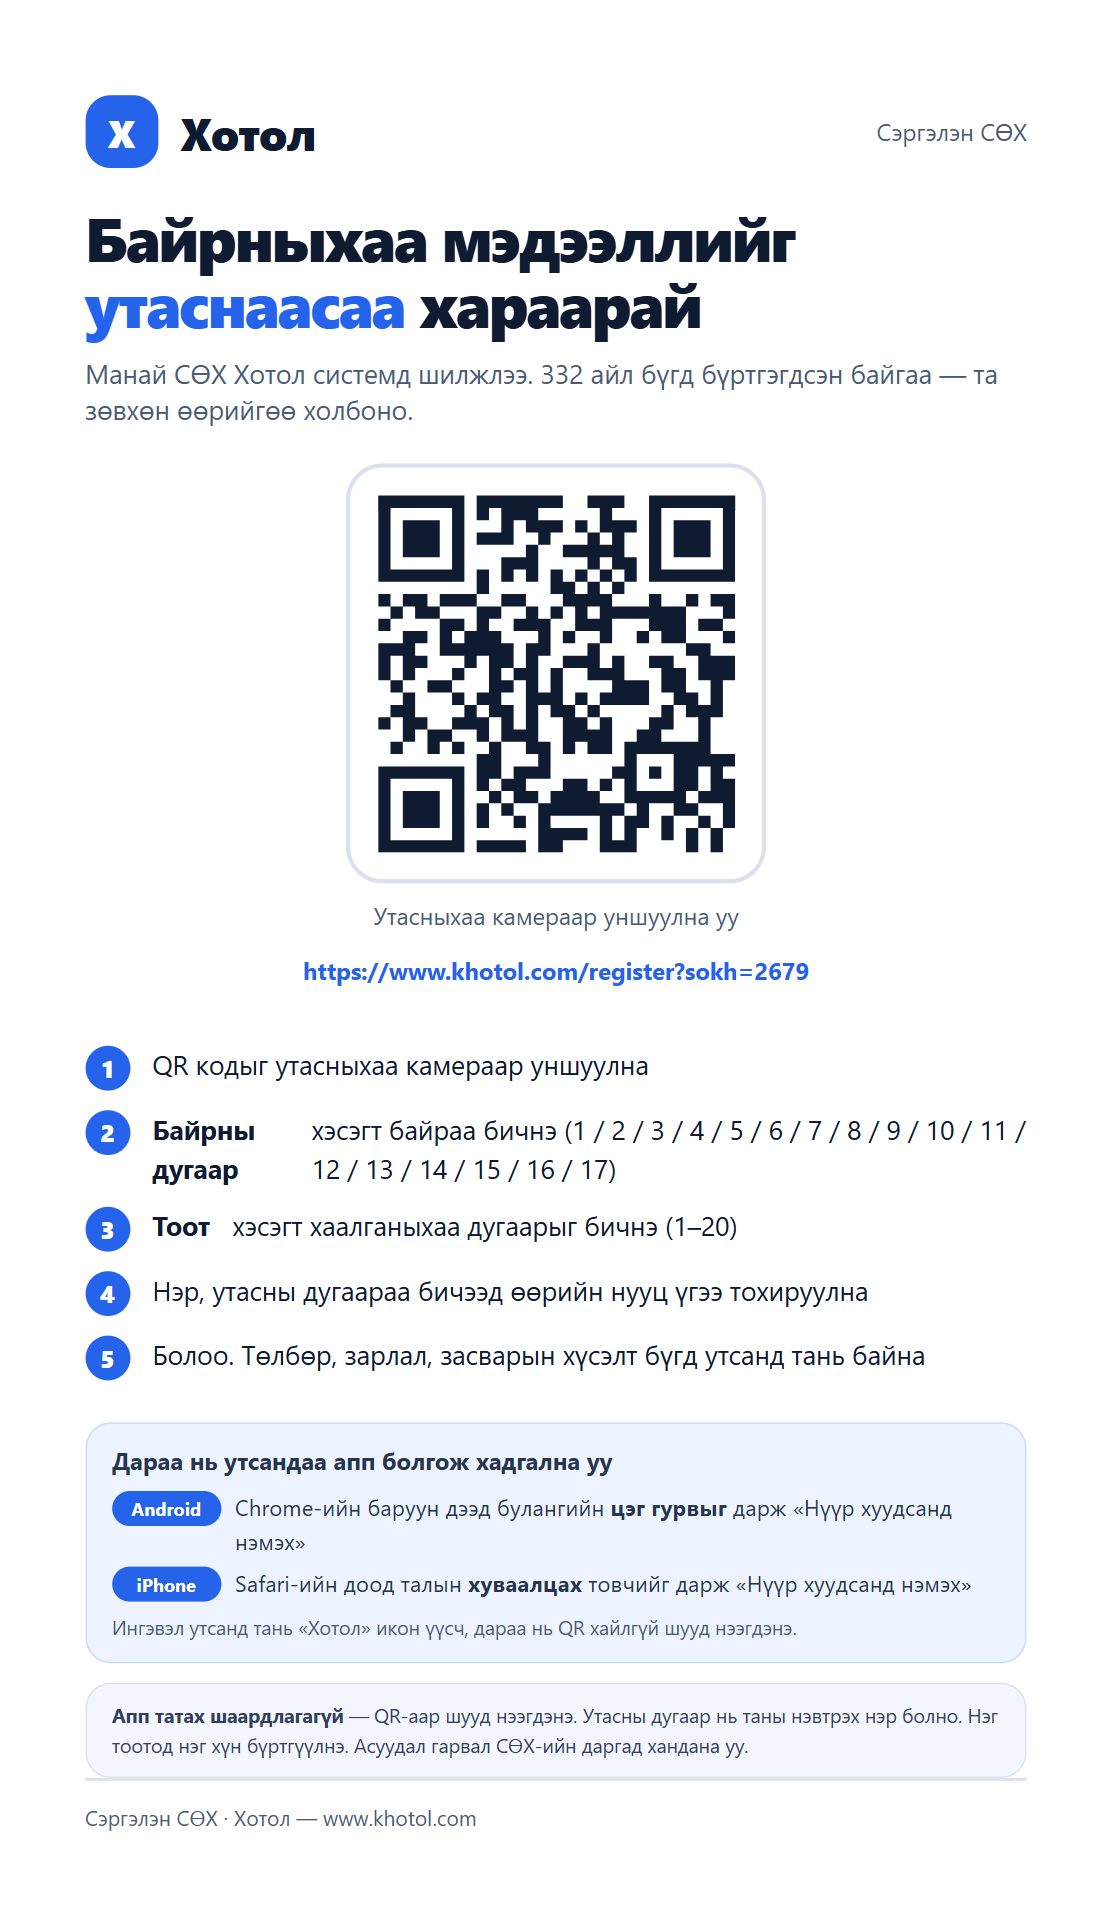 X Хотол
Сэргэлэн СӨХ
Байрныхаа мэдээллийг
утаснаасаа хараарай
Манай СӨХ Хотол системд шилжлээ. 332 айл бүгд бүртгэгдсэн байгаа — та
зөвхөн өөрийгөө холбоно.
Утасныхаа камераар уншуулна уу
https://www.khotol.com/register?sokh=2679
1 QR кодыг утасныхаа камераар уншуулна
2 Байрны дугаар хэсэгт байраа бичнэ (1 / 2 / 3 / 4 / 5 / 6 / 7 / 8 / 9 / 10 / 11 /
12 / 13 / 14 / 15 / 16 / 17)
3 Тоот хэсэгт хаалганыхаа дугаарыг бичнэ (1–20)
4 Нэр, утасны дугаараа бичээд өөрийн нууц үгээ тохируулна
5 Болоо. Төлбөр, зарлал, засварын хүсэлт бүгд утсанд тань байна
Дараа нь утсандаа апп болгож хадгална уу
Android Chrome-ийн баруун дээд булангийн цэг гурвыг дарж «Нүүр хуудсанд
нэмэх»
iPhone Safari-ийн доод талын хуваалцах товчийг дарж «Нүүр хуудсанд нэмэх»
Ингэвэл утсанд тань «Хотол» икон үүсч, дараа нь QR хайлгүй шууд нээгдэнэ.
Апп татах шаардлагагүй — QR-аар шууд нээгдэнэ. Утасны дугаар нь таны нэвтрэх нэр болно. Нэг
тоотод нэг хүн бүртгүүлнэ. Асуудал гарвал СӨХ-ийн даргад хандана уу.
Сэргэлэн СӨХ · Хотол — www.khotol.com